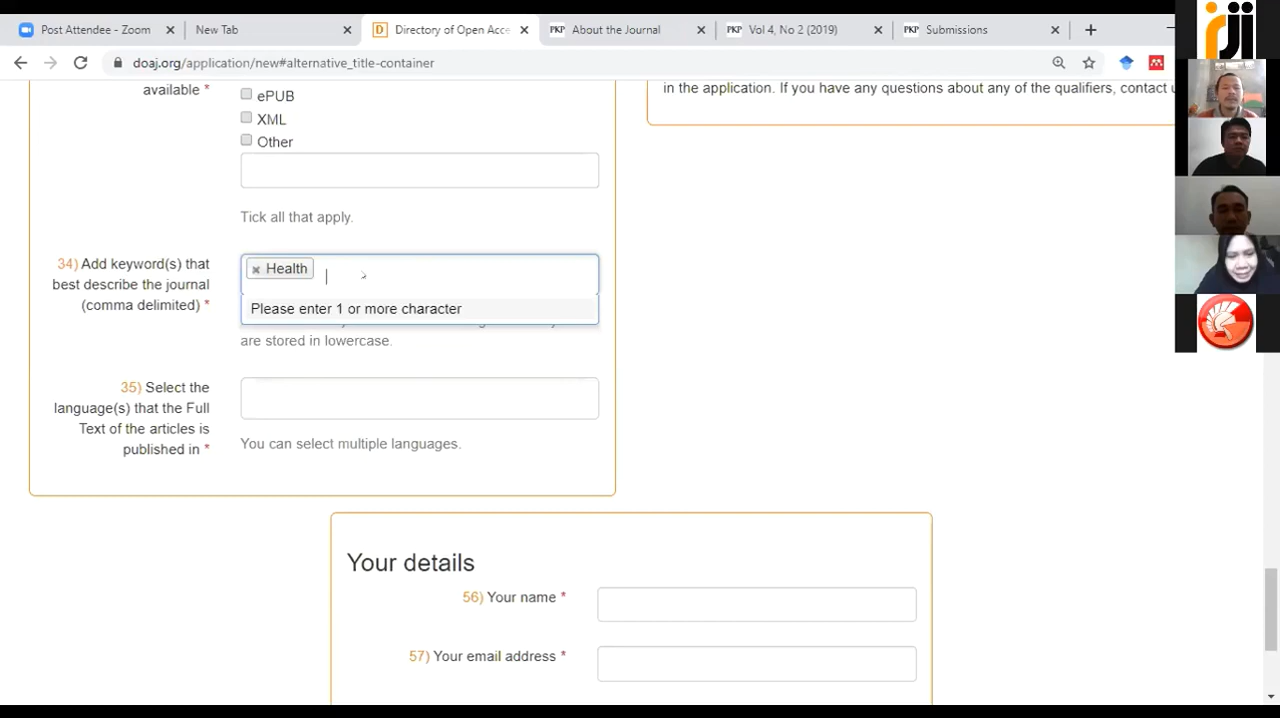 Post Attendee - Zoom
New Tab
Directory of Open Acce
PKP About the Journal
PKP Vol 4, No 2 (2019)
PKP Submissions
doaj.org/application/new#alternative_title-container
available *
ePUB
XML
Other
in the application. If you have any questions about any of the qualifiers, contact u
Tick all that apply.
34) Add keyword(s) that
best describe the journal
(comma delimited) *
Health
Please enter 1 or more character
are stored in lowercase.
35) Select the
language(s) that the Full
Text of the articles is
published in *
You can select multiple languages.
Your details
56) Your name *
57) Your email address *